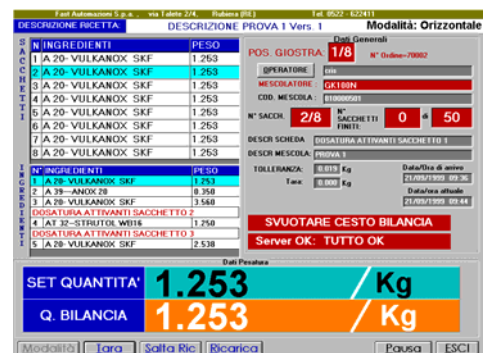 Fast Automazioni S.p.a. , via Talete 2/4, Rubiera (RE) Tel. 0522 - 622411
DESCRIZIONE RICETTA: DESCRIZIONE PROVA 1 Vers. 1 Modalità: Orizzontale
SACCHETTI
N INGREDIENTI PESO
1 A 20- VULKANOX SKF 1.253
2 A 20- VULKANOX SKF 1.253
3 A 20- VULKANOX SKF 1.253
4 A 20- VULKANOX SKF 1.253
5 A 20- VULKANOX SKF 1.253
6 A 20- VULKANOX SKF 1.253
7 A 20- VULKANOX SKF 1.253
8 A 20- VULKANOX SKF 1.253
INGREDIENTI
N° INGREDIENTI PESO
1 A 20- VULKANOX SKF 1.253
2 A 39--ANOX 20 0.350
3 A 20- VULKANOX SKF 3.560
DOSATURA ATTIVANTI SACCHETTO 2
4 AT 32--STRUTOL WB16 1.250
DOSATURA ATTIVANTI SACCHETTO 3
5 A 20- VULKANOX SKF 2.538
Dati Generali
POS. GIOSTRA: 1/8 N° Ordine=70002
OPERATORE cris
MESCOLATORE : GK100N
COD. MESCOLA : 010000501
N° SACCH. 2/8 N° SACCHETTI FINITI: 0 di 50
DESCR SCHEDA DOSATURA ATTIVANTI SACCHETTO 1
DESCR MESCOLA: PROVA 1
TOLLERANZA: 0.019 Kg Data/Ora di arrivo
Tara: 0.000 Kg 21/09/1999 09:36
Data/ora attuale
21/09/1999 09:44
SVUOTARE CESTO BILANCIA
Server OK: TUTTO OK
Dati Pesatura
SET QUANTITA' 1.253 / Kg
Q. BILANCIA 1.253 / Kg
Modalità Tara Salta Ric Ricarica Pausa ESCI